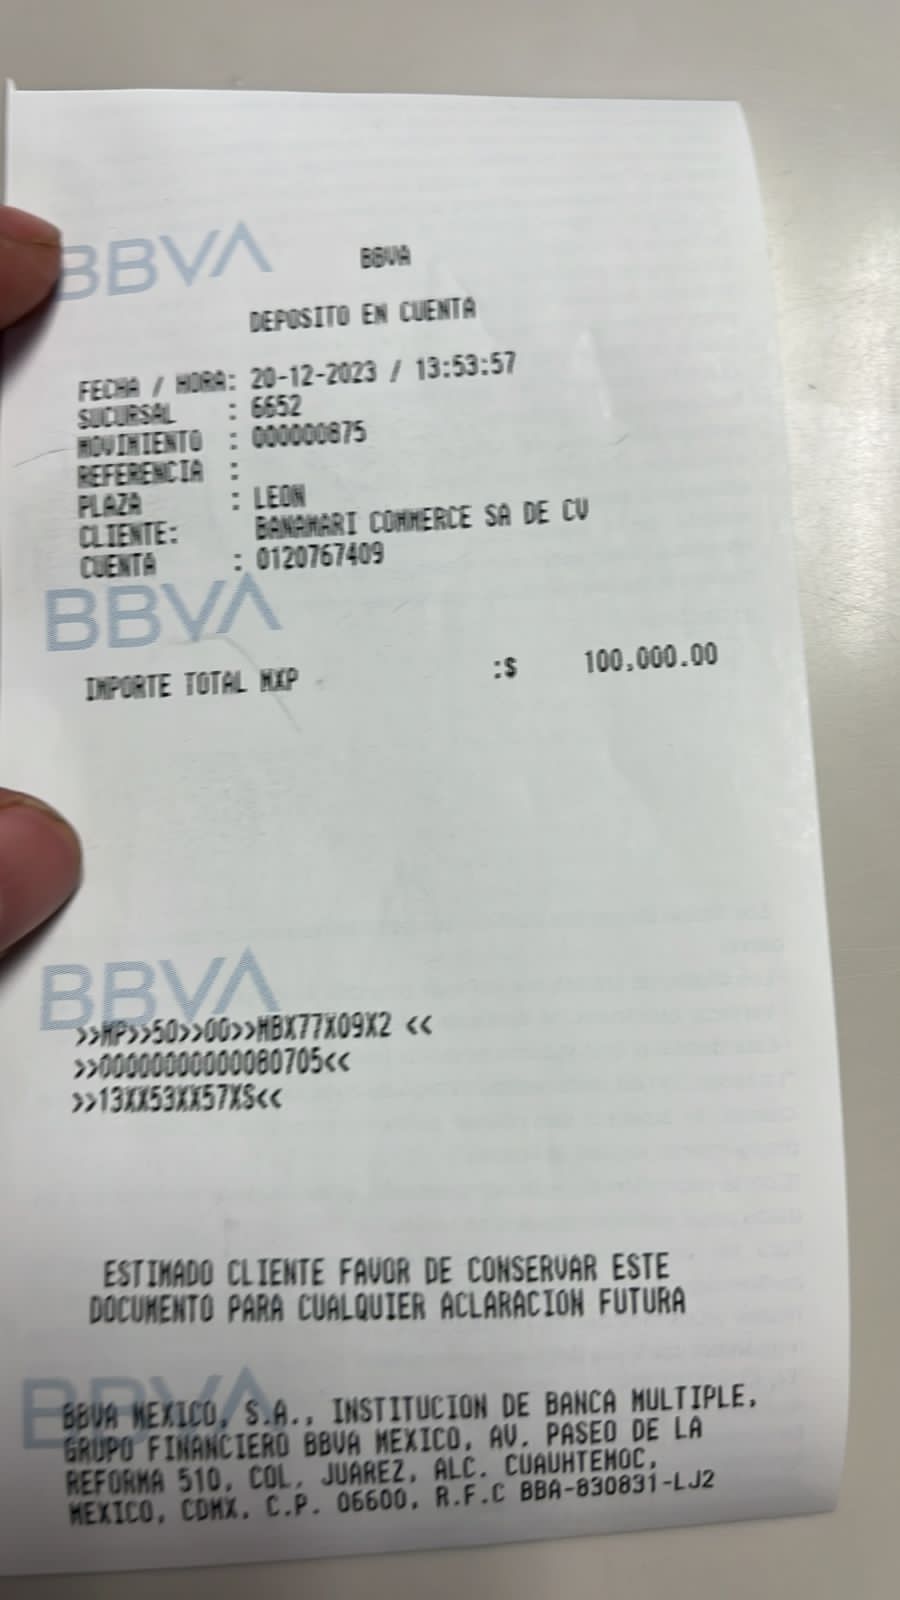 BBVA
BBVA
DEPOSITO EN CUENTA
FECHA / HORA: 20-12-2023 / 13:53:57
SUCURSAL : 6652
MOVIMIENTO : 000000875
REFERENCIA :
PLAZA : LEON
CLIENTE: BANAMARI COMMERCE SA DE CV
CUENTA : 0120767409
BBVA
IMPORTE TOTAL MXP :$ 100,000.00
BBVA
>>MP>>50>>00>>MBX77X09X2 <<
>>00000000000080705<<
>>13XX53XX57XS<<
ESTIMADO CLIENTE FAVOR DE CONSERVAR ESTE
DOCUMENTO PARA CUALQUIER ACLARACION FUTURA
BBVA
BBVA MEXICO, S.A., INSTITUCION DE BANCA MULTIPLE,
GRUPO FINANCIERO BBVA MEXICO, AV. PASEO DE LA
REFORMA 510, COL. JUAREZ, ALC. CUAUHTEMOC,
MEXICO, CDMX, C.P. 06600, R.F.C BBA-830831-LJ2